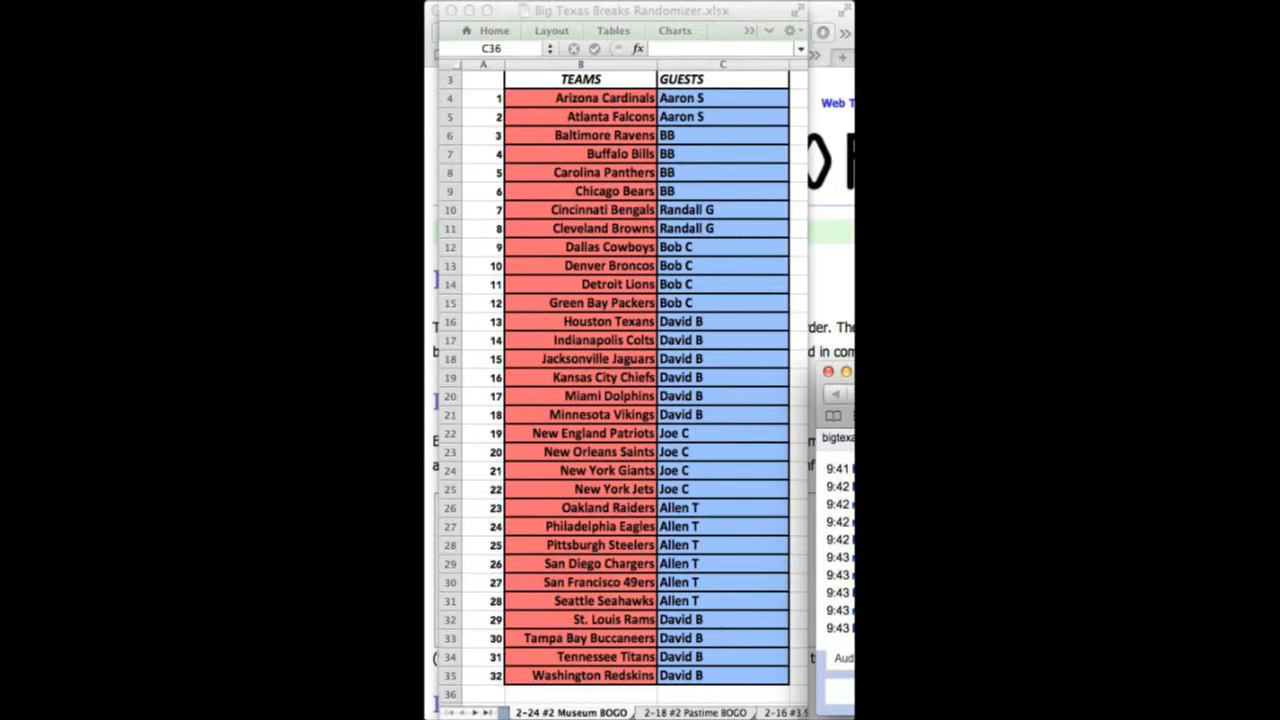 Big Texas Breaks Randomizer.xlsx
Home Layout Tables Charts
C36 fx
A B C
3 TEAMS GUESTS
4 1 Arizona Cardinals Aaron S
5 2 Atlanta Falcons Aaron S
6 3 Baltimore Ravens BB
7 4 Buffalo Bills BB
8 5 Carolina Panthers BB
9 6 Chicago Bears BB
10 7 Cincinnati Bengals Randall G
11 8 Cleveland Browns Randall G
12 9 Dallas Cowboys Bob C
13 10 Denver Broncos Bob C
14 11 Detroit Lions Bob C
15 12 Green Bay Packers Bob C
16 13 Houston Texans David B
17 14 Indianapolis Colts David B
18 15 Jacksonville Jaguars David B
19 16 Kansas City Chiefs David B
20 17 Miami Dolphins David B
21 18 Minnesota Vikings David B
22 19 New England Patriots Joe C
23 20 New Orleans Saints Joe C
24 21 New York Giants Joe C
25 22 New York Jets Joe C
26 23 Oakland Raiders Allen T
27 24 Philadelphia Eagles Allen T
28 25 Pittsburgh Steelers Allen T
29 26 San Diego Chargers Allen T
30 27 San Francisco 49ers Allen T
31 28 Seattle Seahawks Allen T
32 29 St. Louis Rams David B
33 30 Tampa Bay Buccaneers David B
34 31 Tennessee Titans David B
35 32 Washington Redskins David B
36
2-24 #2 Museum BOGO 2-18 #2 Pastime BOGO 2-16 #3
Web T
rder. The
d in com
bigtexa
9:41
9:42
9:42
9:42
9:42
9:43
9:43
9:43
9:43
9:43
Aud